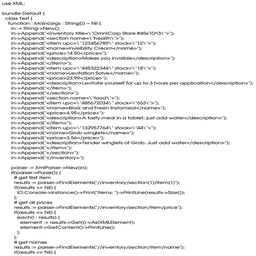 use XML;

bundle Default {
class Test {
function : Main(args : String[]) ~ Nil {
in := String->New();
in->Append("<inventory title=\"OmniCorp Store #45x10^3\">");
in->Append("<section name=\"health\">");
in->Append("<item upc=\"123456789\" stock=\"12\">");
in->Append("<name>Invisibility Cream</name>");
in->Append("<price>14.50</price>");
in->Append("<description>Makes you invisible</description>");
in->Append("</item>");
in->Append("<item upc=\"445322344\" stock=\"18\">");
in->Append("<name>Levitation Salve</name>");
in->Append("<price>23.99</price>");
in->Append("<description>Levitate yourself for up to 3 hours per application</description>");
in->Append("</item>");
in->Append("</section>");
in->Append("<section name=\"food\">");
in->Append("<item upc=\"485672034\" stock=\"653\">");
in->Append("<name>Blork and Freen Instameal</name>");
in->Append("<price>4.95</price>");
in->Append("<description>A tasty meal in a tablet; just add water</description>");
in->Append("</item>");
in->Append("<item upc=\"132957764\" stock=\"44\">");
in->Append("<name>Grob winglets</name>");
in->Append("<price>3.56</price>");
in->Append("<description>Tender winglets of Grob. Just add water</description>");
in->Append("</item>");
in->Append("</section>");
in->Append("</inventory>");

parser := XmlParser->New(in);
if(parser->Parse()) {
# get first item
results := parser->FindElements("//inventory/section[1]/item[1]");
if(results <> Nil) {
IO.Console->Instance()->Print("items: ")->PrintLine(results->Size());
};
# get all prices
results := parser->FindElements("//inventory/section/item/price");
if(results <> Nil) {
each(i : results) {
element := results->Get(i)->As(XMLElement);
element->GetContent()->PrintLine();
};
};
# get names
results := parser->FindElements("//inventory/section/item/name");
if(results <> Nil) {